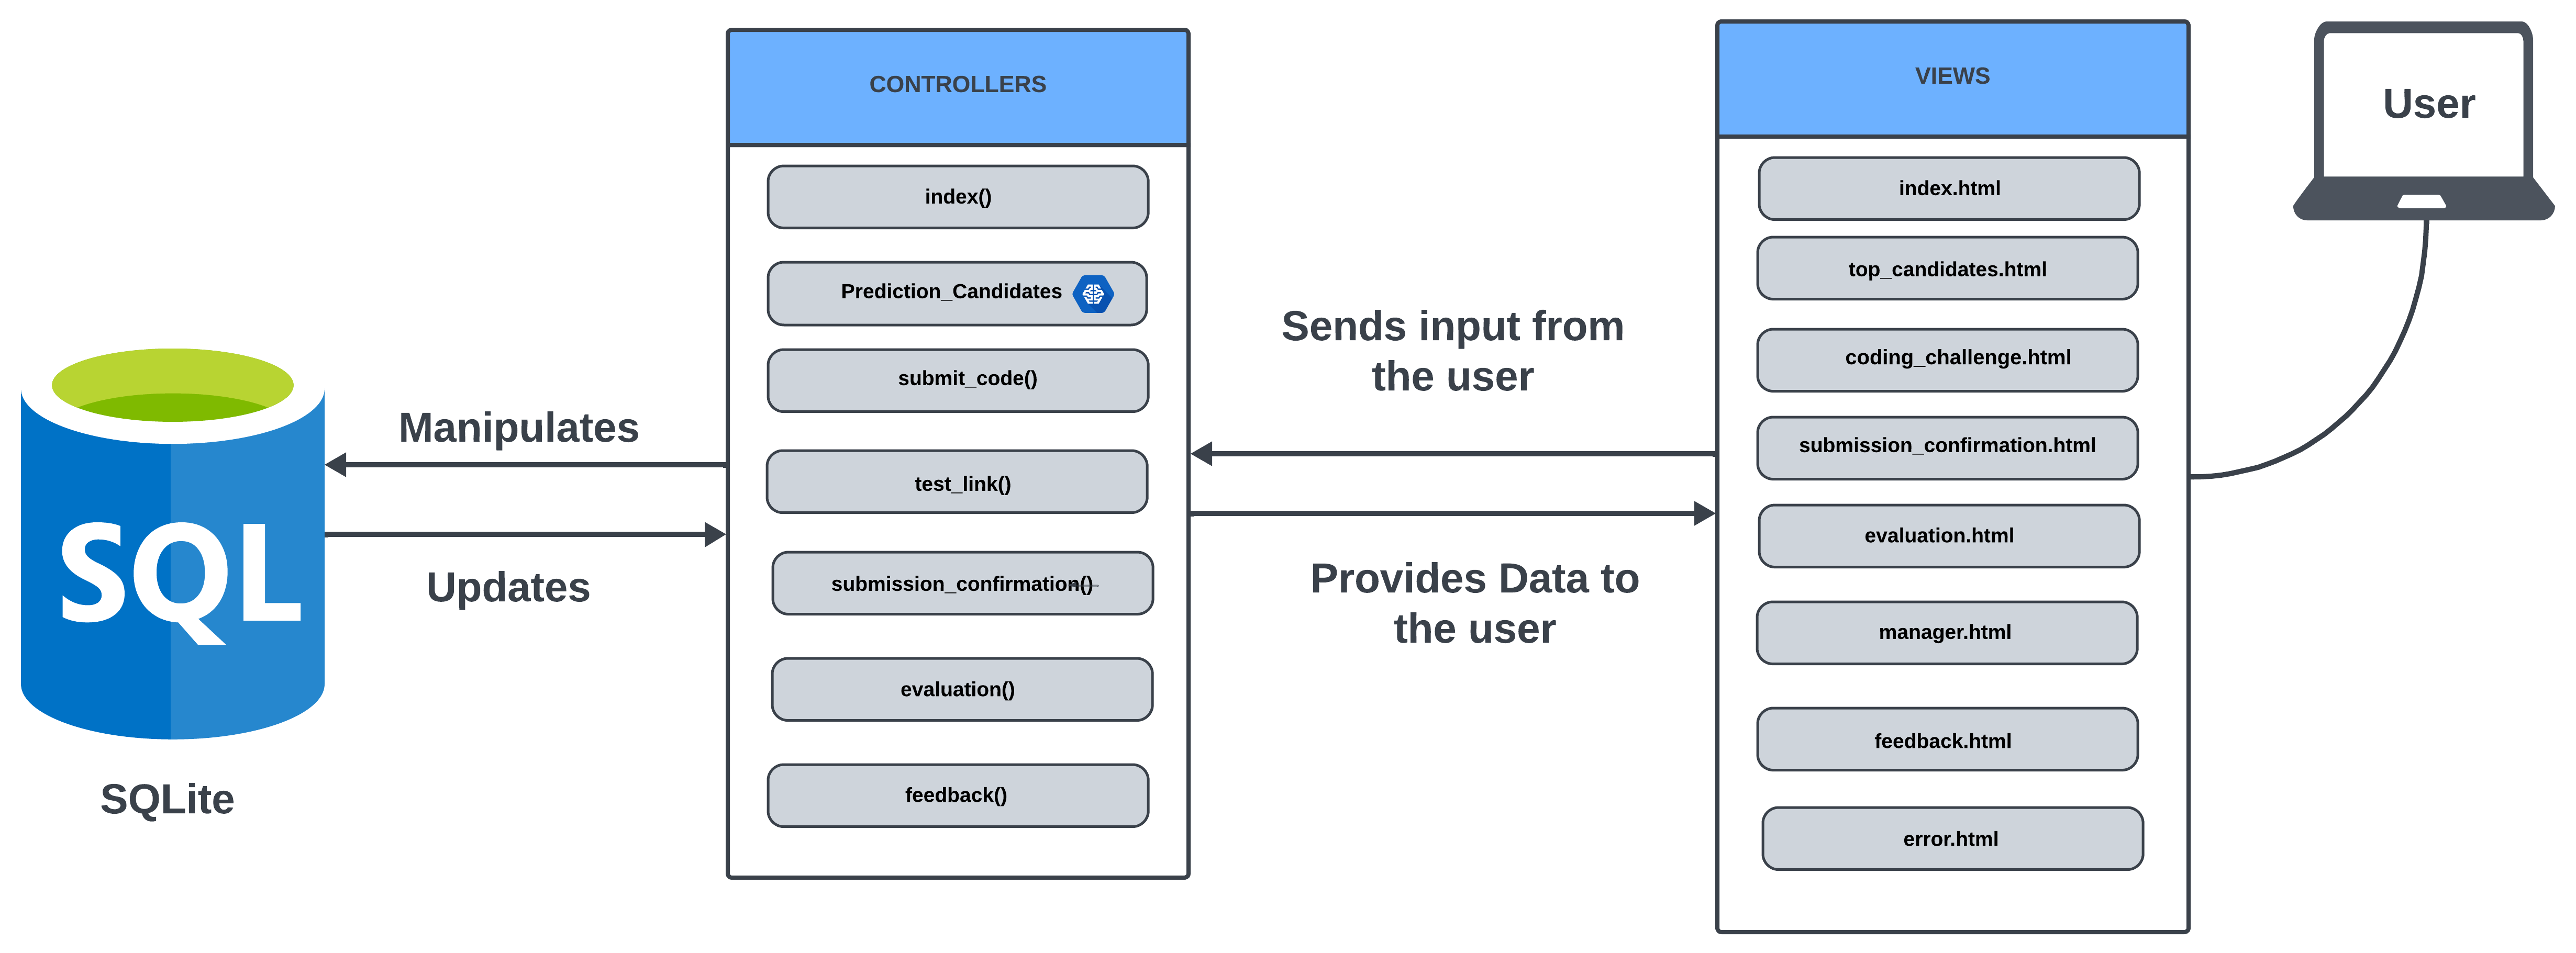 SQL
SQLite
Manipulates
Updates
CONTROLLERS
index()
Prediction_Candidates
submit_code()
test_link()
submission_confirmation()
evaluation()
feedback()
Sends input from
the user
Provides Data to
the user
VIEWS
index.html
top_candidates.html
coding_challenge.html
submission_confirmation.html
evaluation.html
manager.html
feedback.html
error.html
User